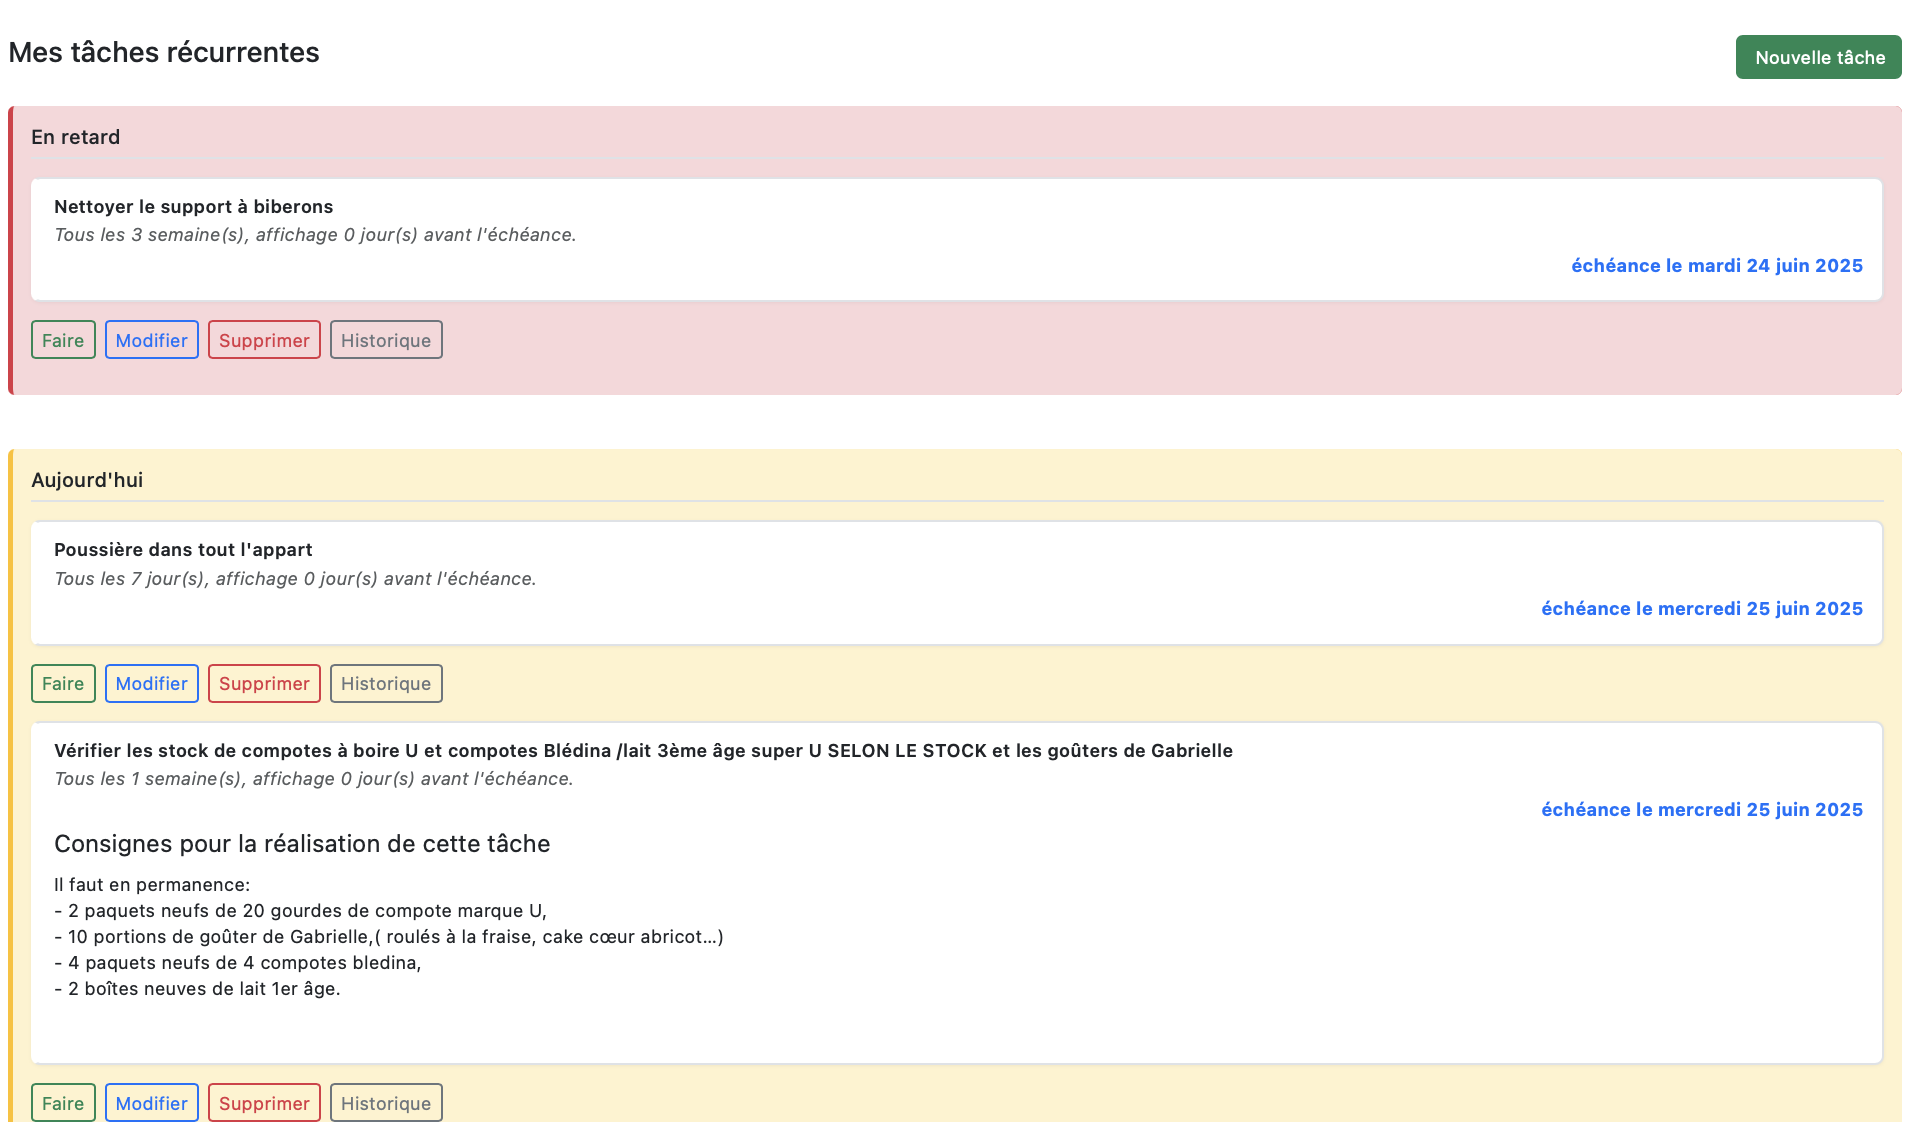 Mes tâches récurrentes
Nouvelle tâche
En retard
Nettoyer le support à biberons
Tous les 3 semaine(s), affichage 0 jour(s) avant l'échéance.
échéance le mardi 24 juin 2025
Faire Modifier Supprimer Historique
Aujourd'hui
Poussière dans tout l'appart
Tous les 7 jour(s), affichage 0 jour(s) avant l'échéance.
échéance le mercredi 25 juin 2025
Faire Modifier Supprimer Historique
Vérifier les stock de compotes à boire U et compotes Blédina /lait 3ème âge super U SELON LE STOCK et les goûters de Gabrielle
Tous les 1 semaine(s), affichage 0 jour(s) avant l'échéance.
échéance le mercredi 25 juin 2025
Consignes pour la réalisation de cette tâche
Il faut en permanence:
- 2 paquets neufs de 20 gourdes de compote marque U,
- 10 portions de goûter de Gabrielle,( roulés à la fraise, cake cœur abricot...)
- 4 paquets neufs de 4 compotes bledina,
- 2 boîtes neuves de lait 1er âge.
Faire Modifier Supprimer Historique